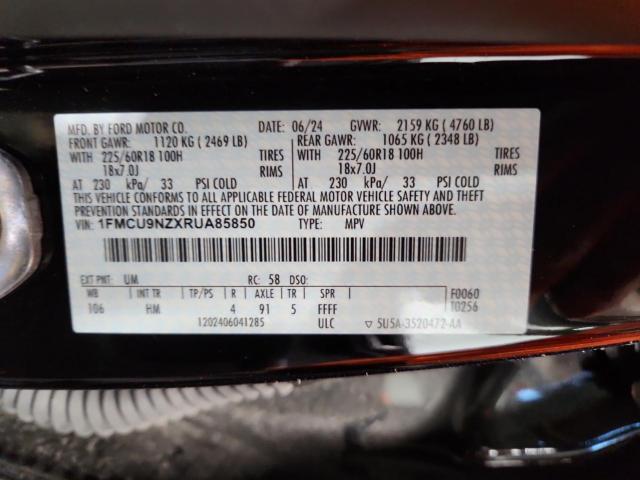 MFD. BY FORD MOTOR CO. DATE: 06/24 GVWR: 2159 KG (4760 LB)
FRONT GAWR: 1120 KG (2469 LB) REAR GAWR: 1065 KG (2348 LB)
WITH 225/60R18 100H TIRES WITH 225/60R18 100H TIRES
18x7.0J RIMS 18x7.0J RIMS
AT 230 kPa/ 33 PSI COLD AT 230 kPa/ 33 PSI COLD
THIS VEHICLE CONFORMS TO ALL APPLICABLE FEDERAL MOTOR VEHICLE SAFETY AND THEFT
PREVENTION STANDARDS IN EFFECT ON THE DATE OF MANUFACTURE SHOWN ABOVE.
VIN: 1FMCU9NZXRUA85850 TYPE: MPV
EXT PNT: UM RC: 58 DSO:
WB INT TR TP/PS R AXLE TR SPR F0060
106 HM 4 91 5 FFFF T0256
1202406041285 ULC ▽ SU5A-3520472-AA